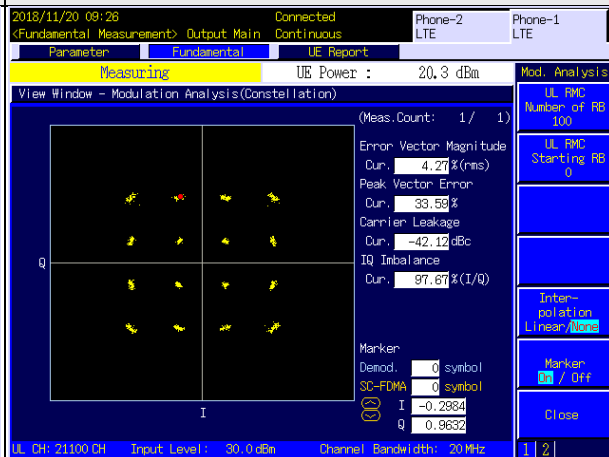 2018/11/20 09:26 Connected Phone-2 Phone-1
<Fundamental Measurement> Output Main Continuous LTE LTE
Parameter Fundamental UE Report
Measuring UE Power : 20.3 dBm Mod. Analysis
View Window - Modulation Analysis(Constellation)
UL RMC
Number of RB
100
(Meas.Count: 1/ 1)
Error Vector Magnitude
Cur. 4.27 %(rms)
UL RMC
Starting RB
0
Peak Vector Error
Cur. 33.59 %
Carrier Leakage
Cur. -42.12 dBc
IQ Imbalance
Cur. 97.67 %(I/Q)
Q
I
Inter-
polation
Linear/None
Marker
Demod. 0 symbol
SC-FDMA 0 symbol
I -0.2984
Q 0.9632
Marker
On / Off
Close
UL CH: 21100 CH Input Level: 30.0 dBm Channel Bandwidth: 20 MHz 1 2